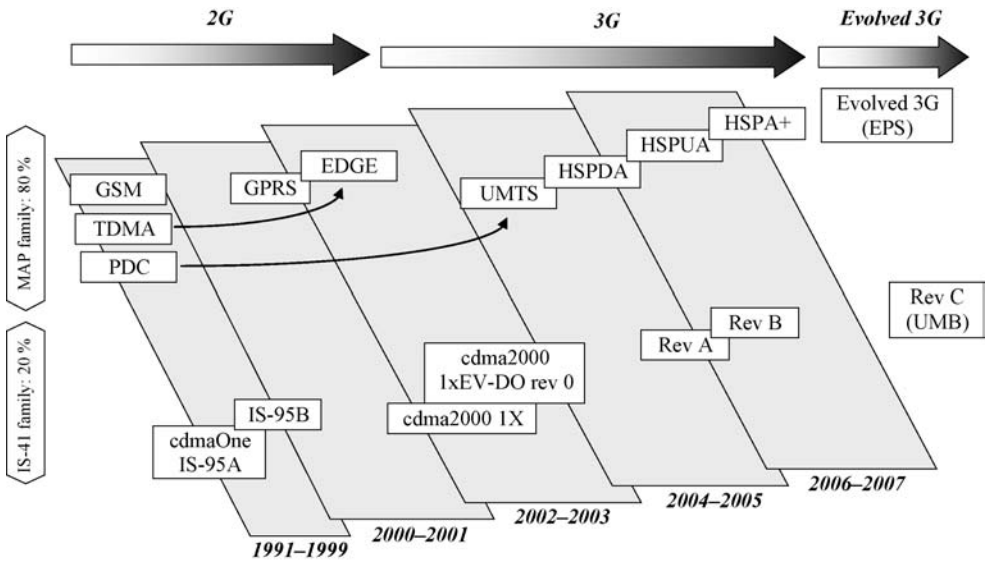 2G
3G
Evolved 3G
MAP family: 80 %
IS-41 family: 20 %
GSM
TDMA
PDC
GPRS
EDGE
UMTS
HSPDA
HSPUA
HSPA+
Evolved 3G
(EPS)
cdmaOne
IS-95A
IS-95B
cdma2000 1X
cdma2000
1xEV-DO rev 0
Rev A
Rev B
Rev C
(UMB)
1991–1999
2000–2001
2002–2003
2004–2005
2006–2007